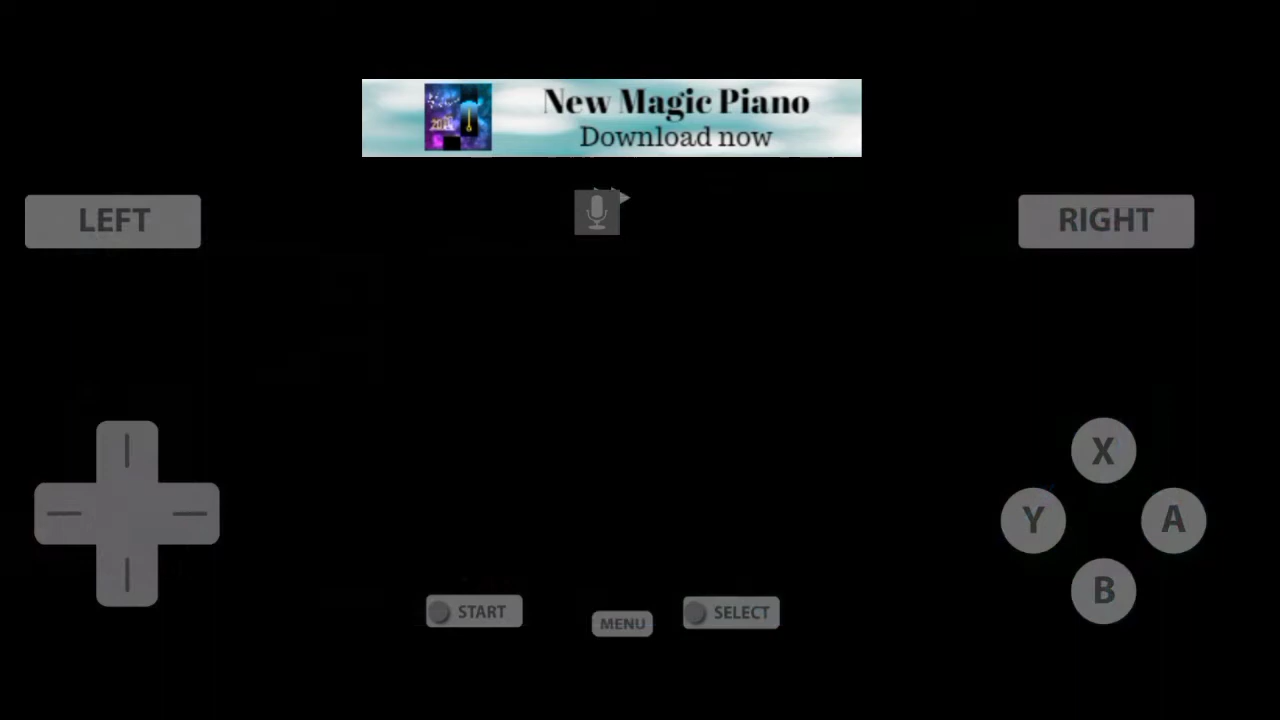 New Magic Piano
Download now
LEFT
RIGHT
X
Y
A
B
START
MENU
SELECT